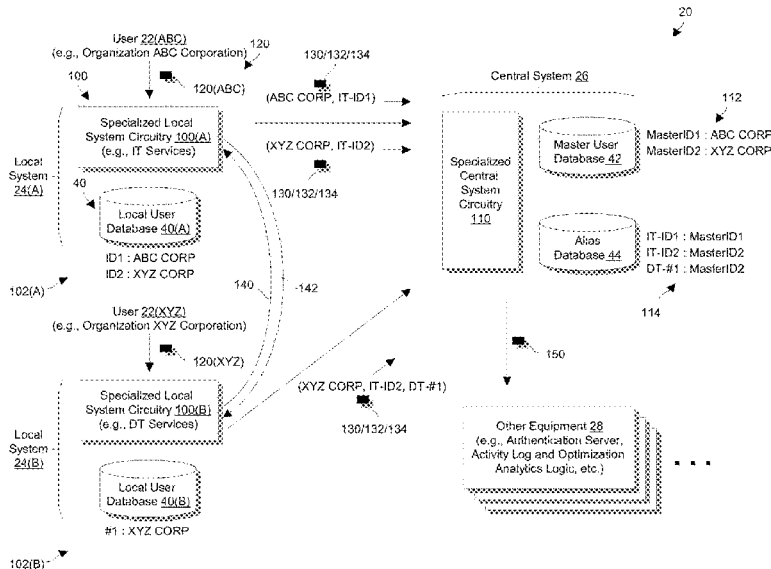 20
User 22(ABC)
(e.g., Organization ABC Corporation)
120
120(ABC)
100
Specialized Local
System Circuitry 100(A)
(e.g., IT Services)
Local
System
24(A)
40
Local User
Database 40(A)
ID1 : ABC CORP
ID2 : XYZ CORP
102(A)
130/132/134
(ABC CORP, IT-ID1)
(XYZ CORP, IT-ID2)
130/132/134
Central System 26
Specialized
Central
System
Circuitry
110
Master User
Database 42
112
MasterID1 : ABC CORP
MasterID2 : XYZ CORP
Alias
Database 44
IT-ID1 : MasterID1
IT-ID2 : MasterID2
DT-#1 : MasterID2
114
140
142
User 22(XYZ)
(e.g., Organization XYZ Corporation)
120(XYZ)
Specialized Local
System Circuitry 100(B)
(e.g., DT Services)
Local
System
24(B)
Local User
Database 40(B)
#1 : XYZ CORP
102(B)
(XYZ CORP, IT-ID2, DT-#1)
130/132/134
150
Other Equipment 28
(e.g., Authentication Server,
Activity Log and Optimization
Analytics Logic, etc.)